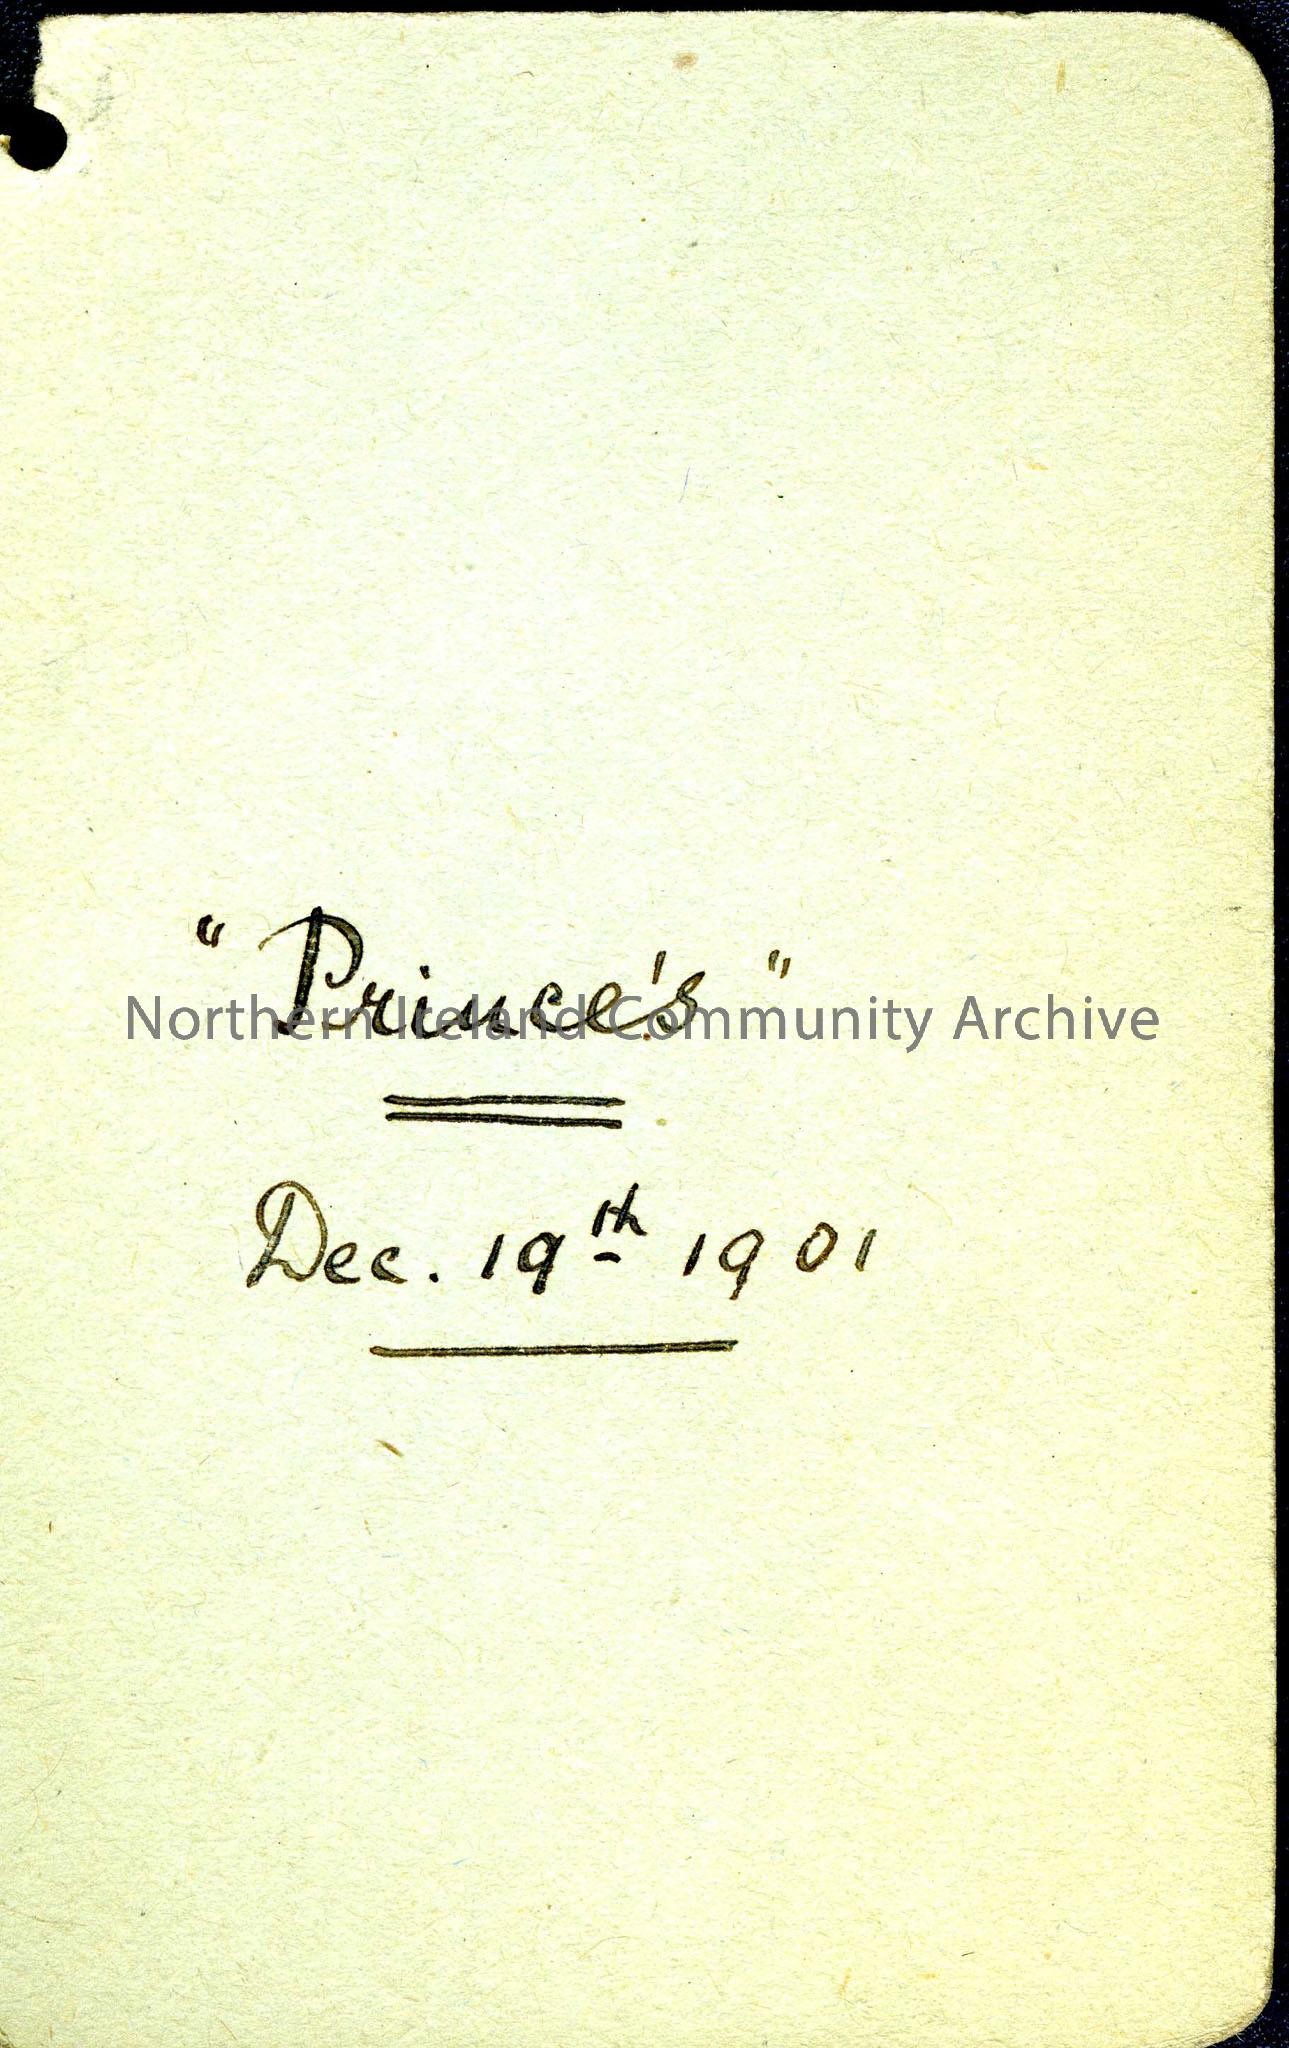 "Prince's"
Northern Ireland Community Archive
Dec. 19th 1901